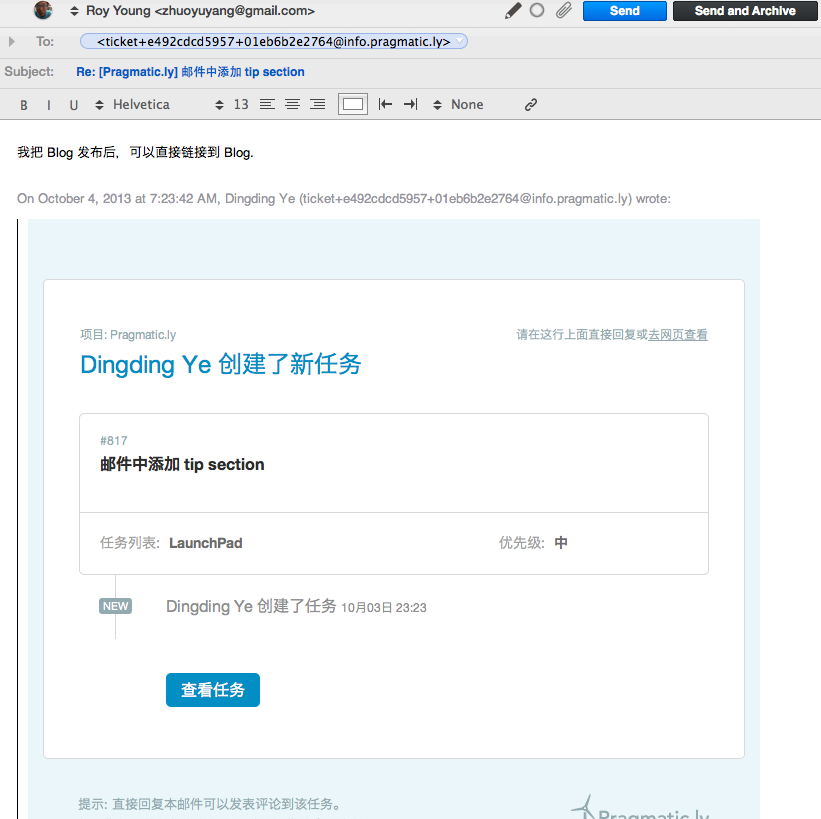 Roy Young <zhuoyuyang@gmail.com>
Send
Send and Archive
To: <ticket+e492cdcd5957+01eb6b2e2764@info.pragmatic.ly>
Subject: Re: [Pragmatic.ly] 邮件中添加 tip section
B I U Helvetica 13 None
我把 Blog 发布后，可以直接链接到 Blog.
On October 4, 2013 at 7:23:42 AM, Dingding Ye (ticket+e492cdcd5957+01eb6b2e2764@info.pragmatic.ly) wrote:
项目: Pragmatic.ly
请在这行上面直接回复或去网页查看
Dingding Ye 创建了新任务
#817
邮件中添加 tip section
任务列表: LaunchPad
优先级: 中
NEW
Dingding Ye 创建了任务 10月03日 23:23
查看任务
提示: 直接回复本邮件可以发表评论到该任务。
Pragmatic.ly